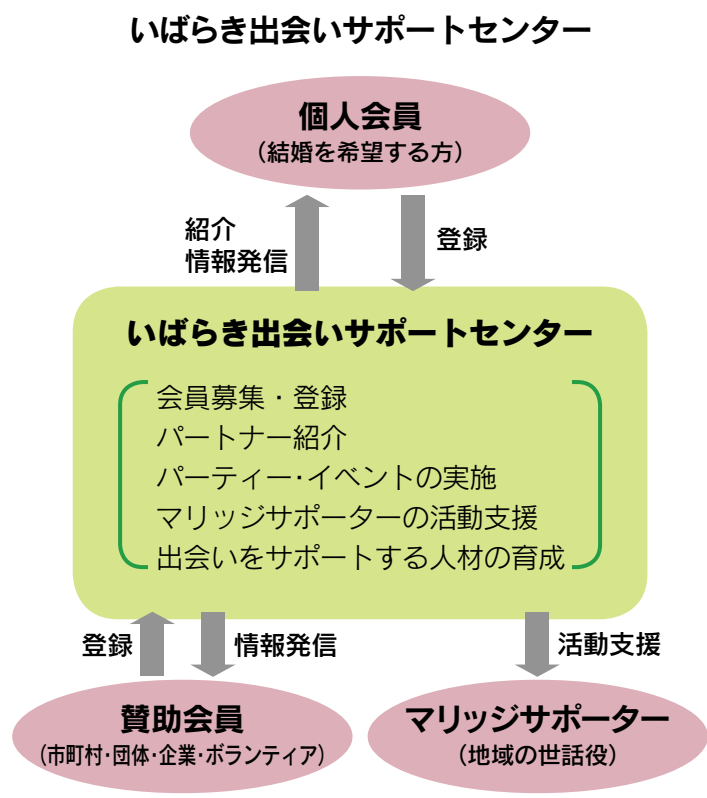 いばらき出会いサポートセンター
個人会員
（結婚を希望する方）
紹介
情報発信
登録
いばらき出会いサポートセンター
会員募集・登録
パートナー紹介
パーティー・イベントの実施
マリッジサポーターの活動支援
出会いをサポートする人材の育成
登録
情報発信
活動支援
賛助会員
（市町村・団体・企業・ボランティア）
マリッジサポーター
（地域の世話役）